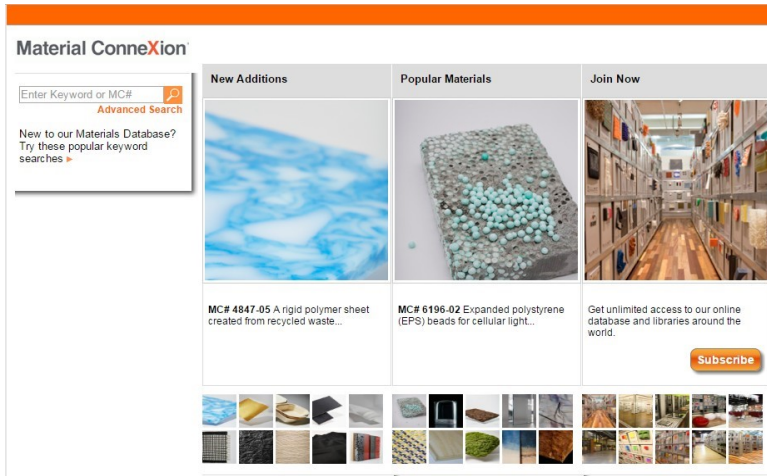 Material ConneXion
Enter Keyword or MC#
Advanced Search
New to our Materials Database?
Try these popular keyword
searches ►
New Additions
MC# 4847-05 A rigid polymer sheet
created from recycled waste...
Popular Materials
MC# 6196-02 Expanded polystyrene
(EPS) beads for cellular light...
Join Now
Get unlimited access to our online
database and libraries around the
world.
Subscribe